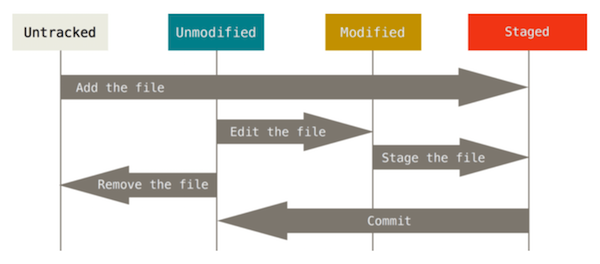 Untracked
Unmodified
Modified
Staged
Add the file
Edit the file
Stage the file
Remove the file
Commit